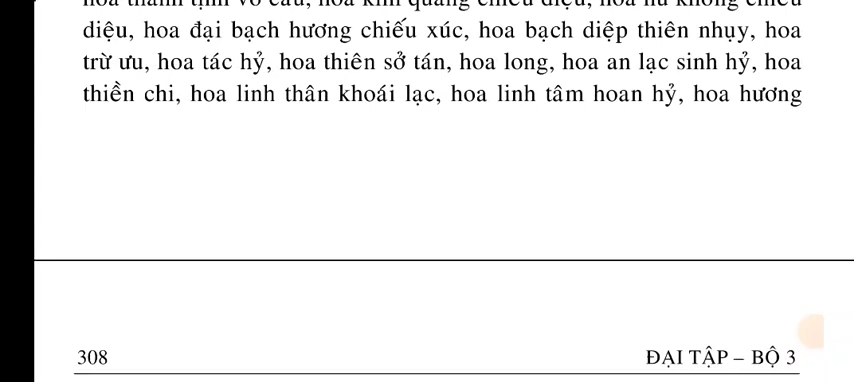 diệu, hoa đại bạch hương chiếu xúc, hoa bạch diệp thiên nhụy, hoa
trừ ưu, hoa tác hỷ, hoa thiên sở tán, hoa long, hoa an lạc sinh hỷ, hoa
thiền chi, hoa linh thân khoái lạc, hoa linh tâm hoan hỷ, hoa hương
308
ĐẠI TẬP – BỘ 3